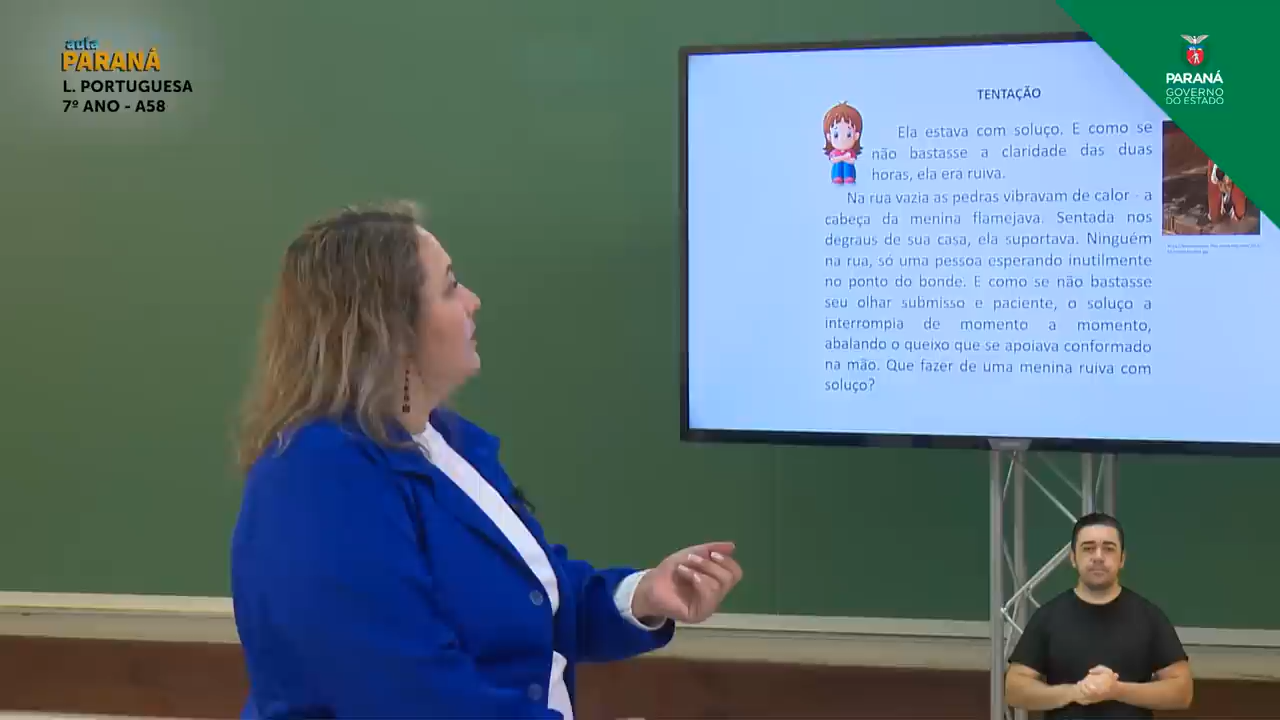 aula
PARANÁ
L. PORTUGUESA
7º ANO - A58
PARANÁ
GOVERNO
DO ESTADO
TENTAÇÃO
Ela estava com soluço. E como se
não bastasse a claridade das duas
horas, ela era ruiva.
Na rua vazia as pedras vibravam de calor - a
cabeça da menina flamejava. Sentada nos
degraus de sua casa, ela suportava. Ninguém
na rua, só uma pessoa esperando inutilmente
no ponto do bonde. E como se não bastasse
seu olhar submisso e paciente, o soluço a
interrompia de momento a momento,
abalando o queixo que se apoiava conformado
na mão. Que fazer de uma menina ruiva com
soluço?